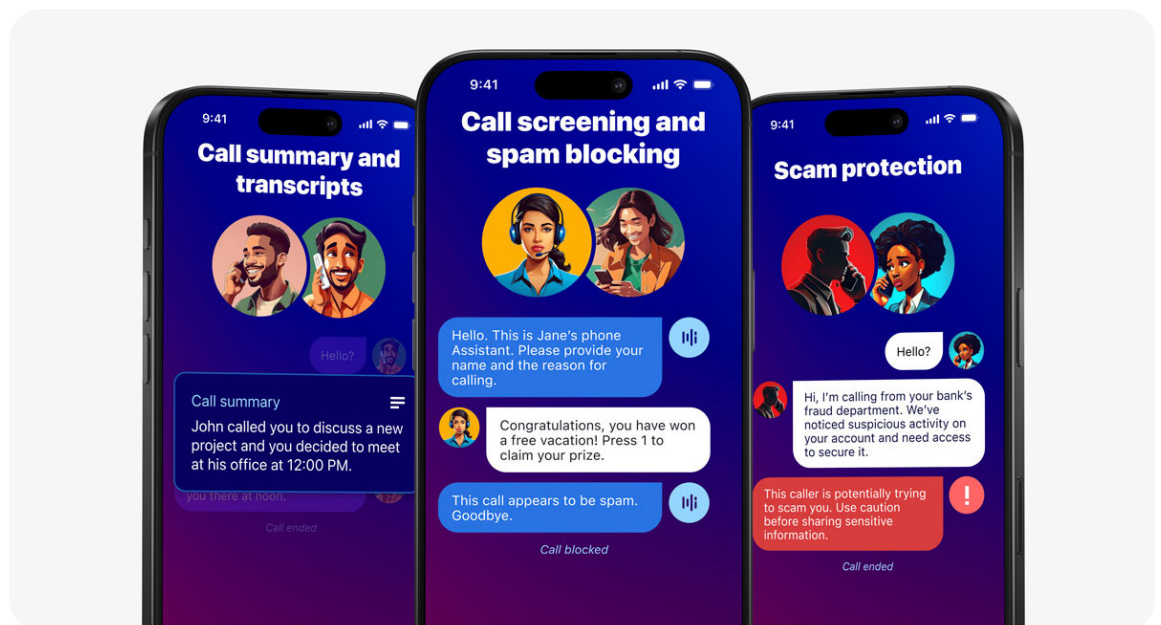 9:41
Call summary and
transcripts
Hello?
Call summary
John called you to discuss a new
project and you decided to meet
at his office at 12:00 PM.
you there at noon.
Call ended
9:41
Call screening and
spam blocking
Hello. This is Jane’s phone
Assistant. Please provide your
name and the reason for
calling.
Congratulations, you have won
a free vacation! Press 1 to
claim your prize.
This call appears to be spam.
Goodbye.
Call blocked
9:41
Scam protection
Hello?
Hi, I’m calling from your bank’s
fraud department. We’ve
noticed suspicious activity on
your account and need access
to secure it.
This caller is potentially trying
to scam you. Use caution
before sharing sensitive
information.
!
Call ended